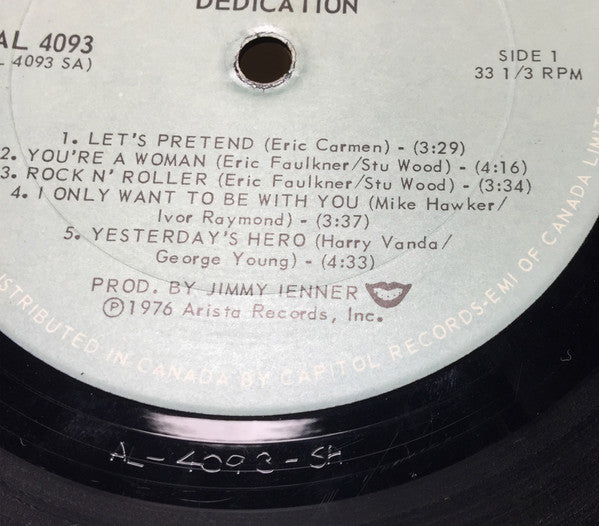 DEDICATION
AL 4093
L 4093 SA)
SIDE 1
33 1/3 RPM
1. LET'S PRETEND (Eric Carmen) - (3:29)
2. YOU'RE A WOMAN (Eric Faulkner/Stu Wood) - (4:16)
3. ROCK N' ROLLER (Eric Faulkner/Stu Wood) - (3:34)
4. I ONLY WANT TO BE WITH YOU (Mike Hawker/
Ivor Raymond) - (3:37)
5. YESTERDAY'S HERO (Harry Vanda/
George Young) - (4:33)
PROD. BY JIMMY IENNER
Ⓟ1976 Arista Records, Inc.
ISTRIBUTED IN CANADA BY CAPITOL RECORDS-EMI OF CANADA LIMITE
AL-4093-SH